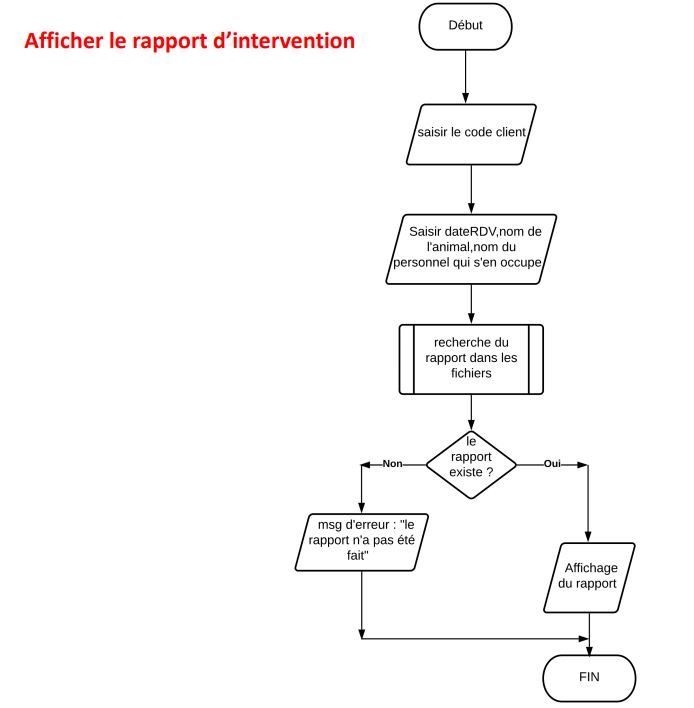 Début
Afficher le rapport d’intervention
saisir le code client
Saisir dateRDV,nom de
l'animal,nom du
personnel qui s'en occupe
recherche du
rapport dans les
fichiers
le
rapport
existe ?
Non
Oui
msg d'erreur : "le
rapport n'a pas été
fait"
Affichage
du rapport
FIN